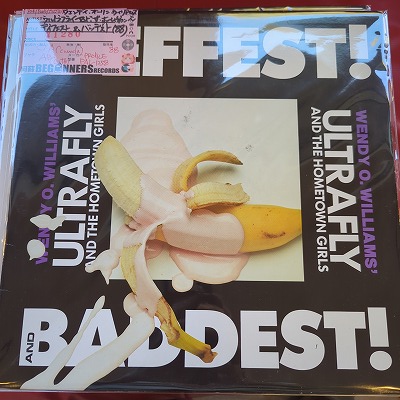 BEGINNERS RECORDS
FFEST!
WENDY O. WILLIAMS'
ULTRAFLY
AND THE HOMETOWN GIRLS
WENDY O. WILLIAMS'
ULTRAFLY
AND THE HOMETOWN GIRLS
AND
BADDEST!